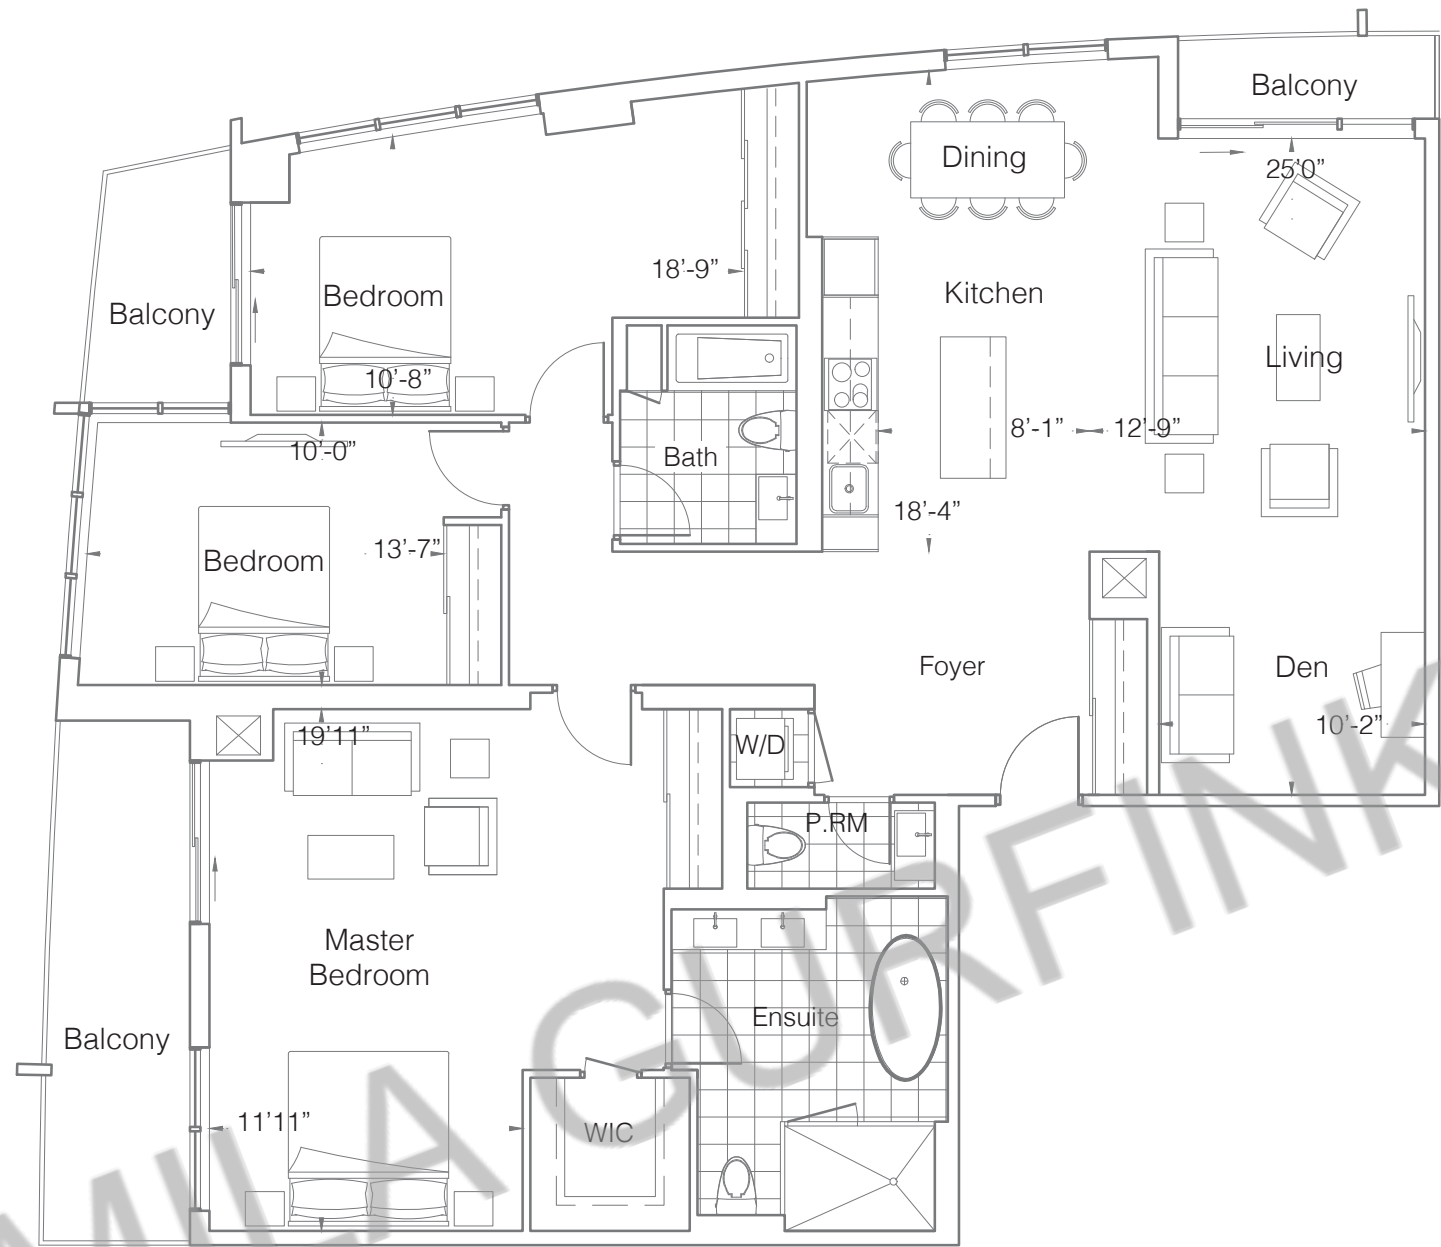 Balcony
Dining
25'0”
18'-9”
Bedroom
Kitchen
Balcony
Living
10'-8”
8'-1”
12'-9”
10'-0”
Bath
18'-4”
13'-7”
Bedroom
Foyer
Den
10'-2”
19'11”
W/D
P.RM
Master
Bedroom
Ensuite
Balcony
11'11”
WIC
MILA GURFINK